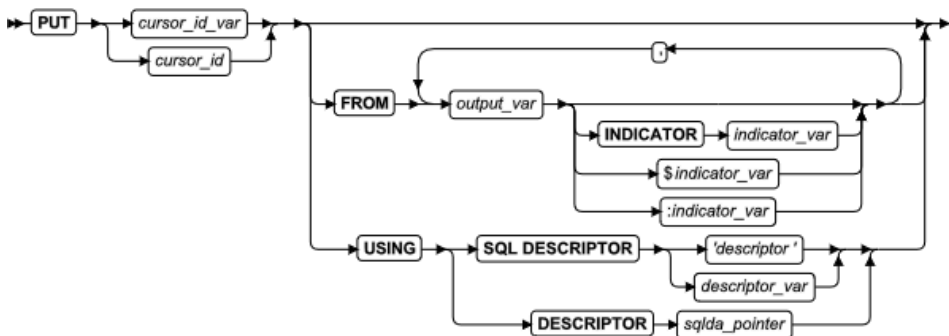 PUT cursor_id_var
cursor_id
,
FROM output_var
INDICATOR indicator_var
$indicator_var
:indicator_var
USING SQL DESCRIPTOR 'descriptor '
descriptor_var
DESCRIPTOR sqlda_pointer